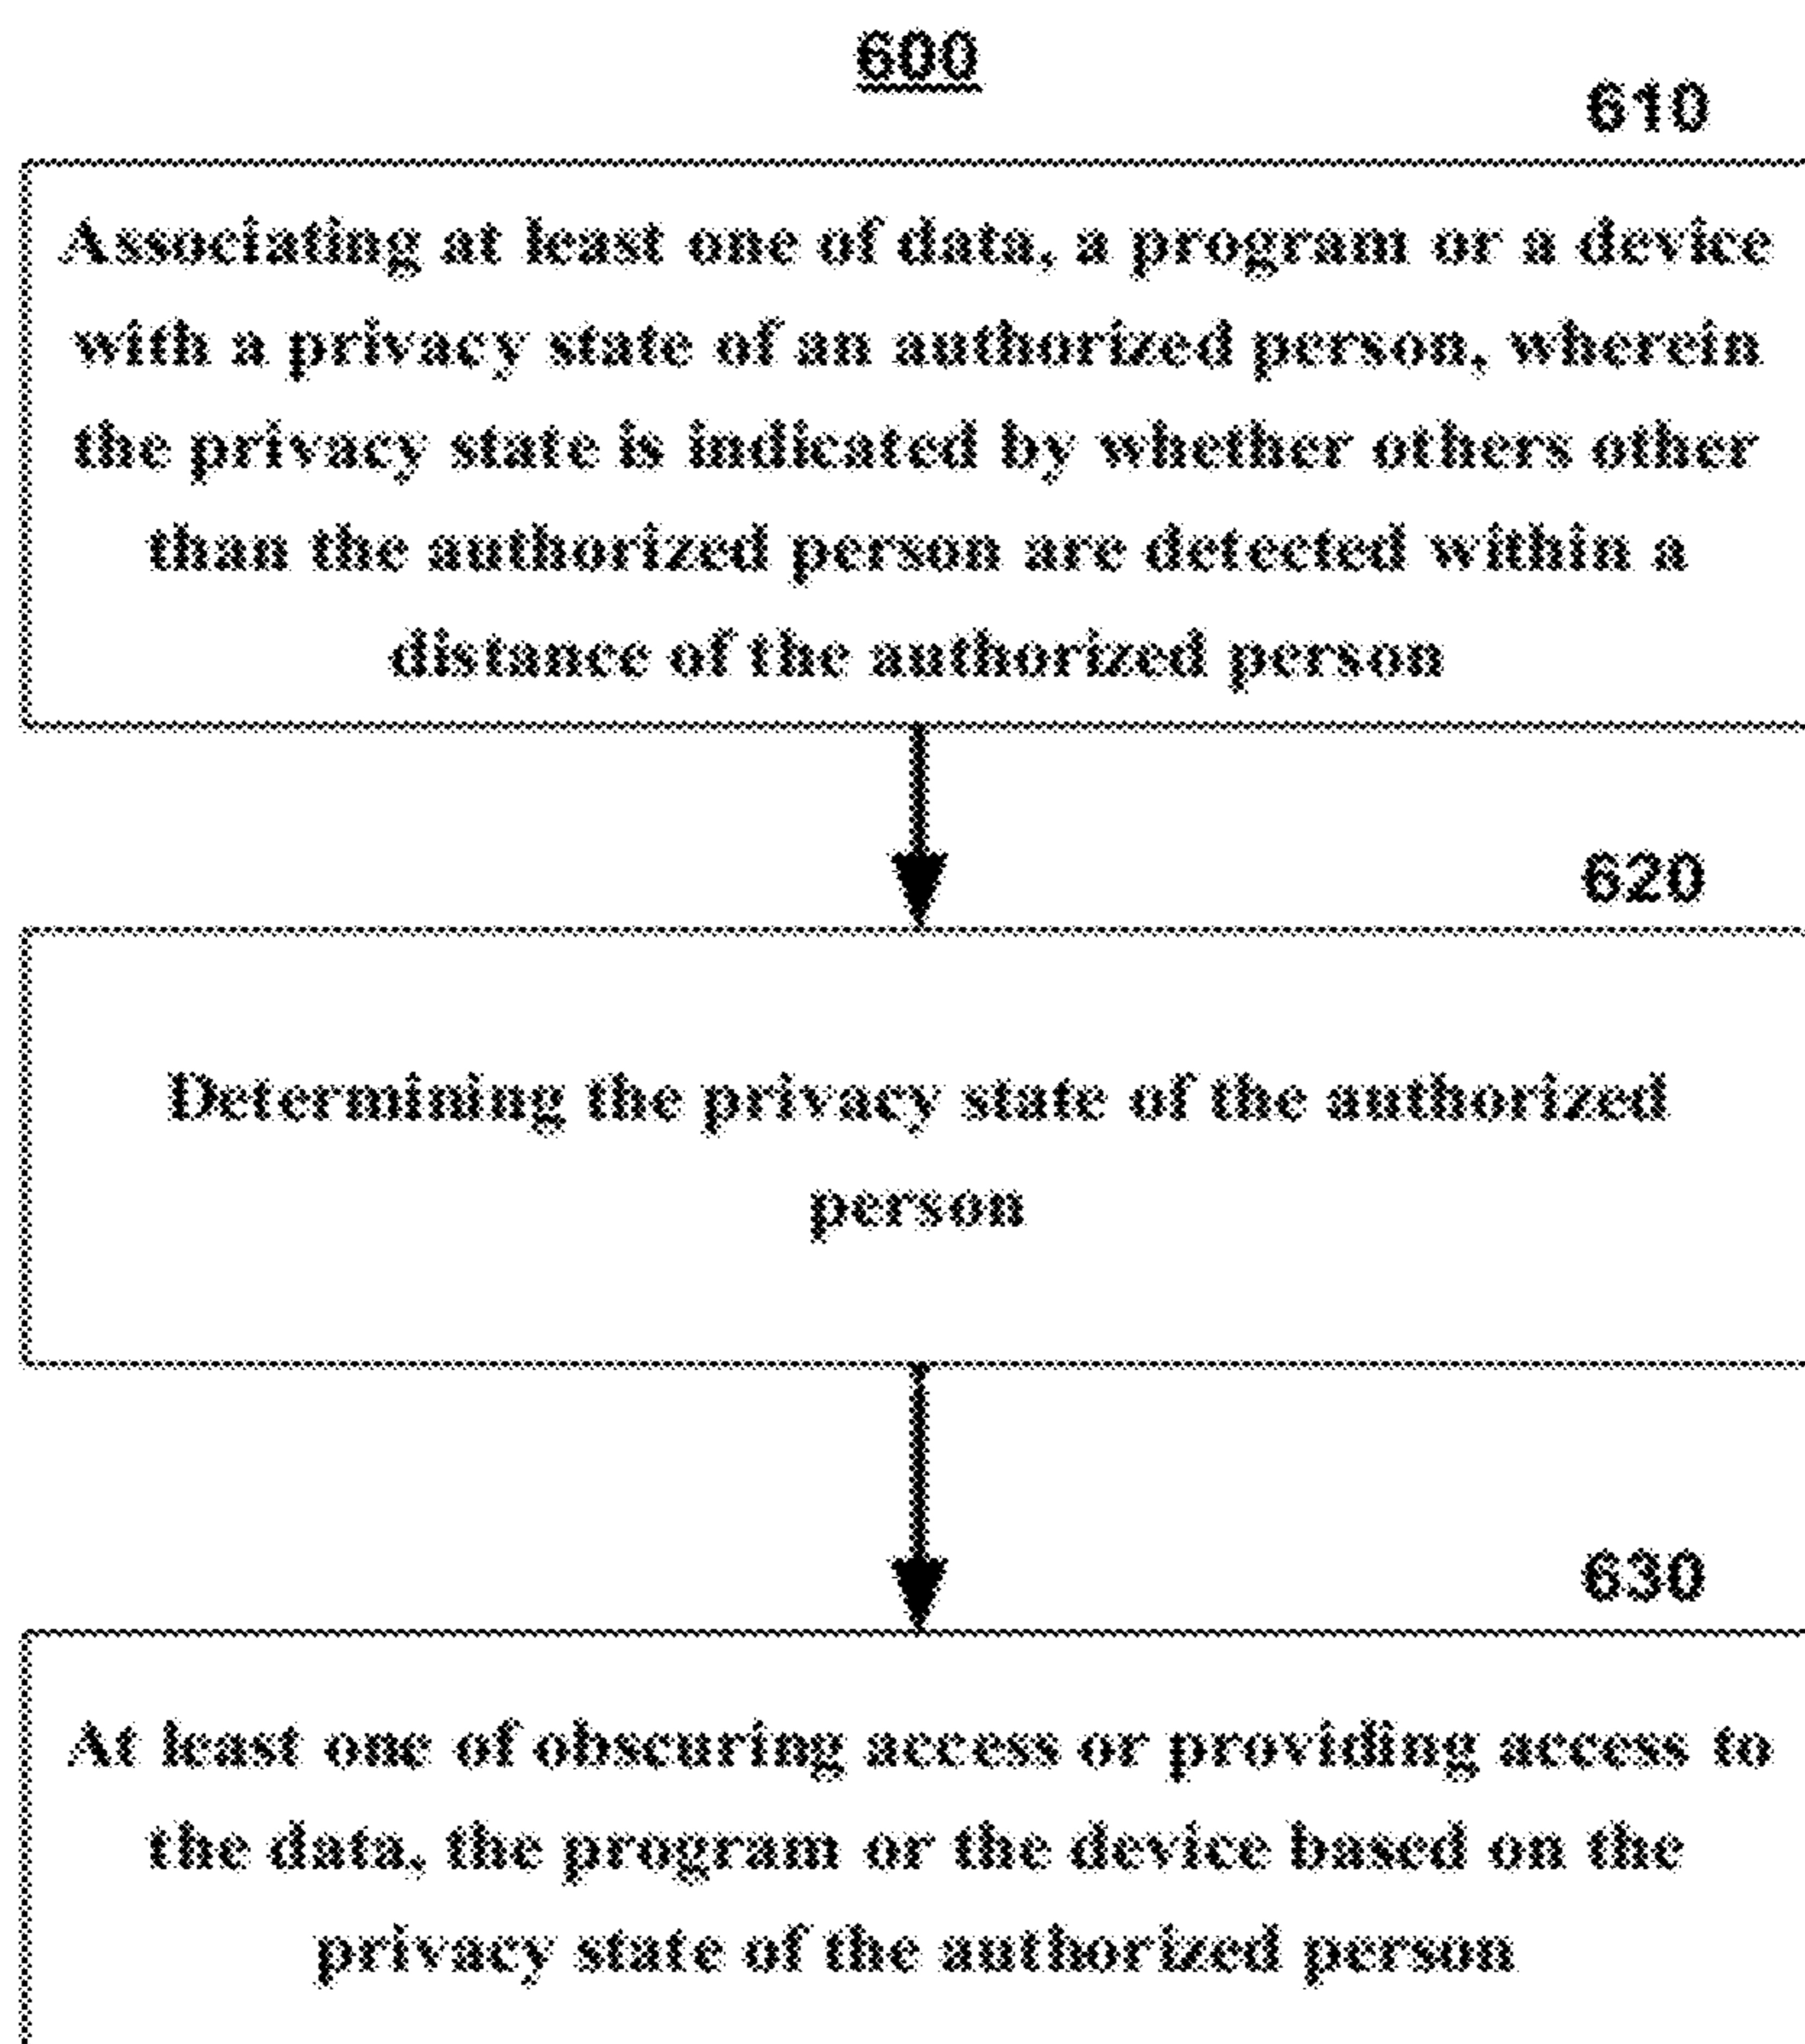 600
610
Associating at least one of data, a program or a device
with a privacy state of an authorized person, wherein
the privacy state is indicated by whether others other
than the authorized person are detected within a
distance of the authorized person
620
Determining the privacy state of the authorized
person
630
At least one of obscuring access or providing access to
the data, the program or the device based on the
privacy state of the authorized person